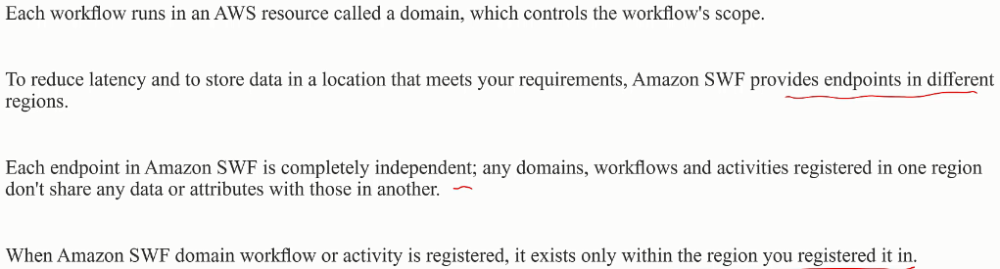 Each workflow runs in an AWS resource called a domain, which controls the workflow's scope.
To reduce latency and to store data in a location that meets your requirements, Amazon SWF provides endpoints in different
regions.
Each endpoint in Amazon SWF is completely independent; any domains, workflows and activities registered in one region
don't share any data or attributes with those in another.
When Amazon SWF domain workflow or activity is registered, it exists only within the region you registered it in.